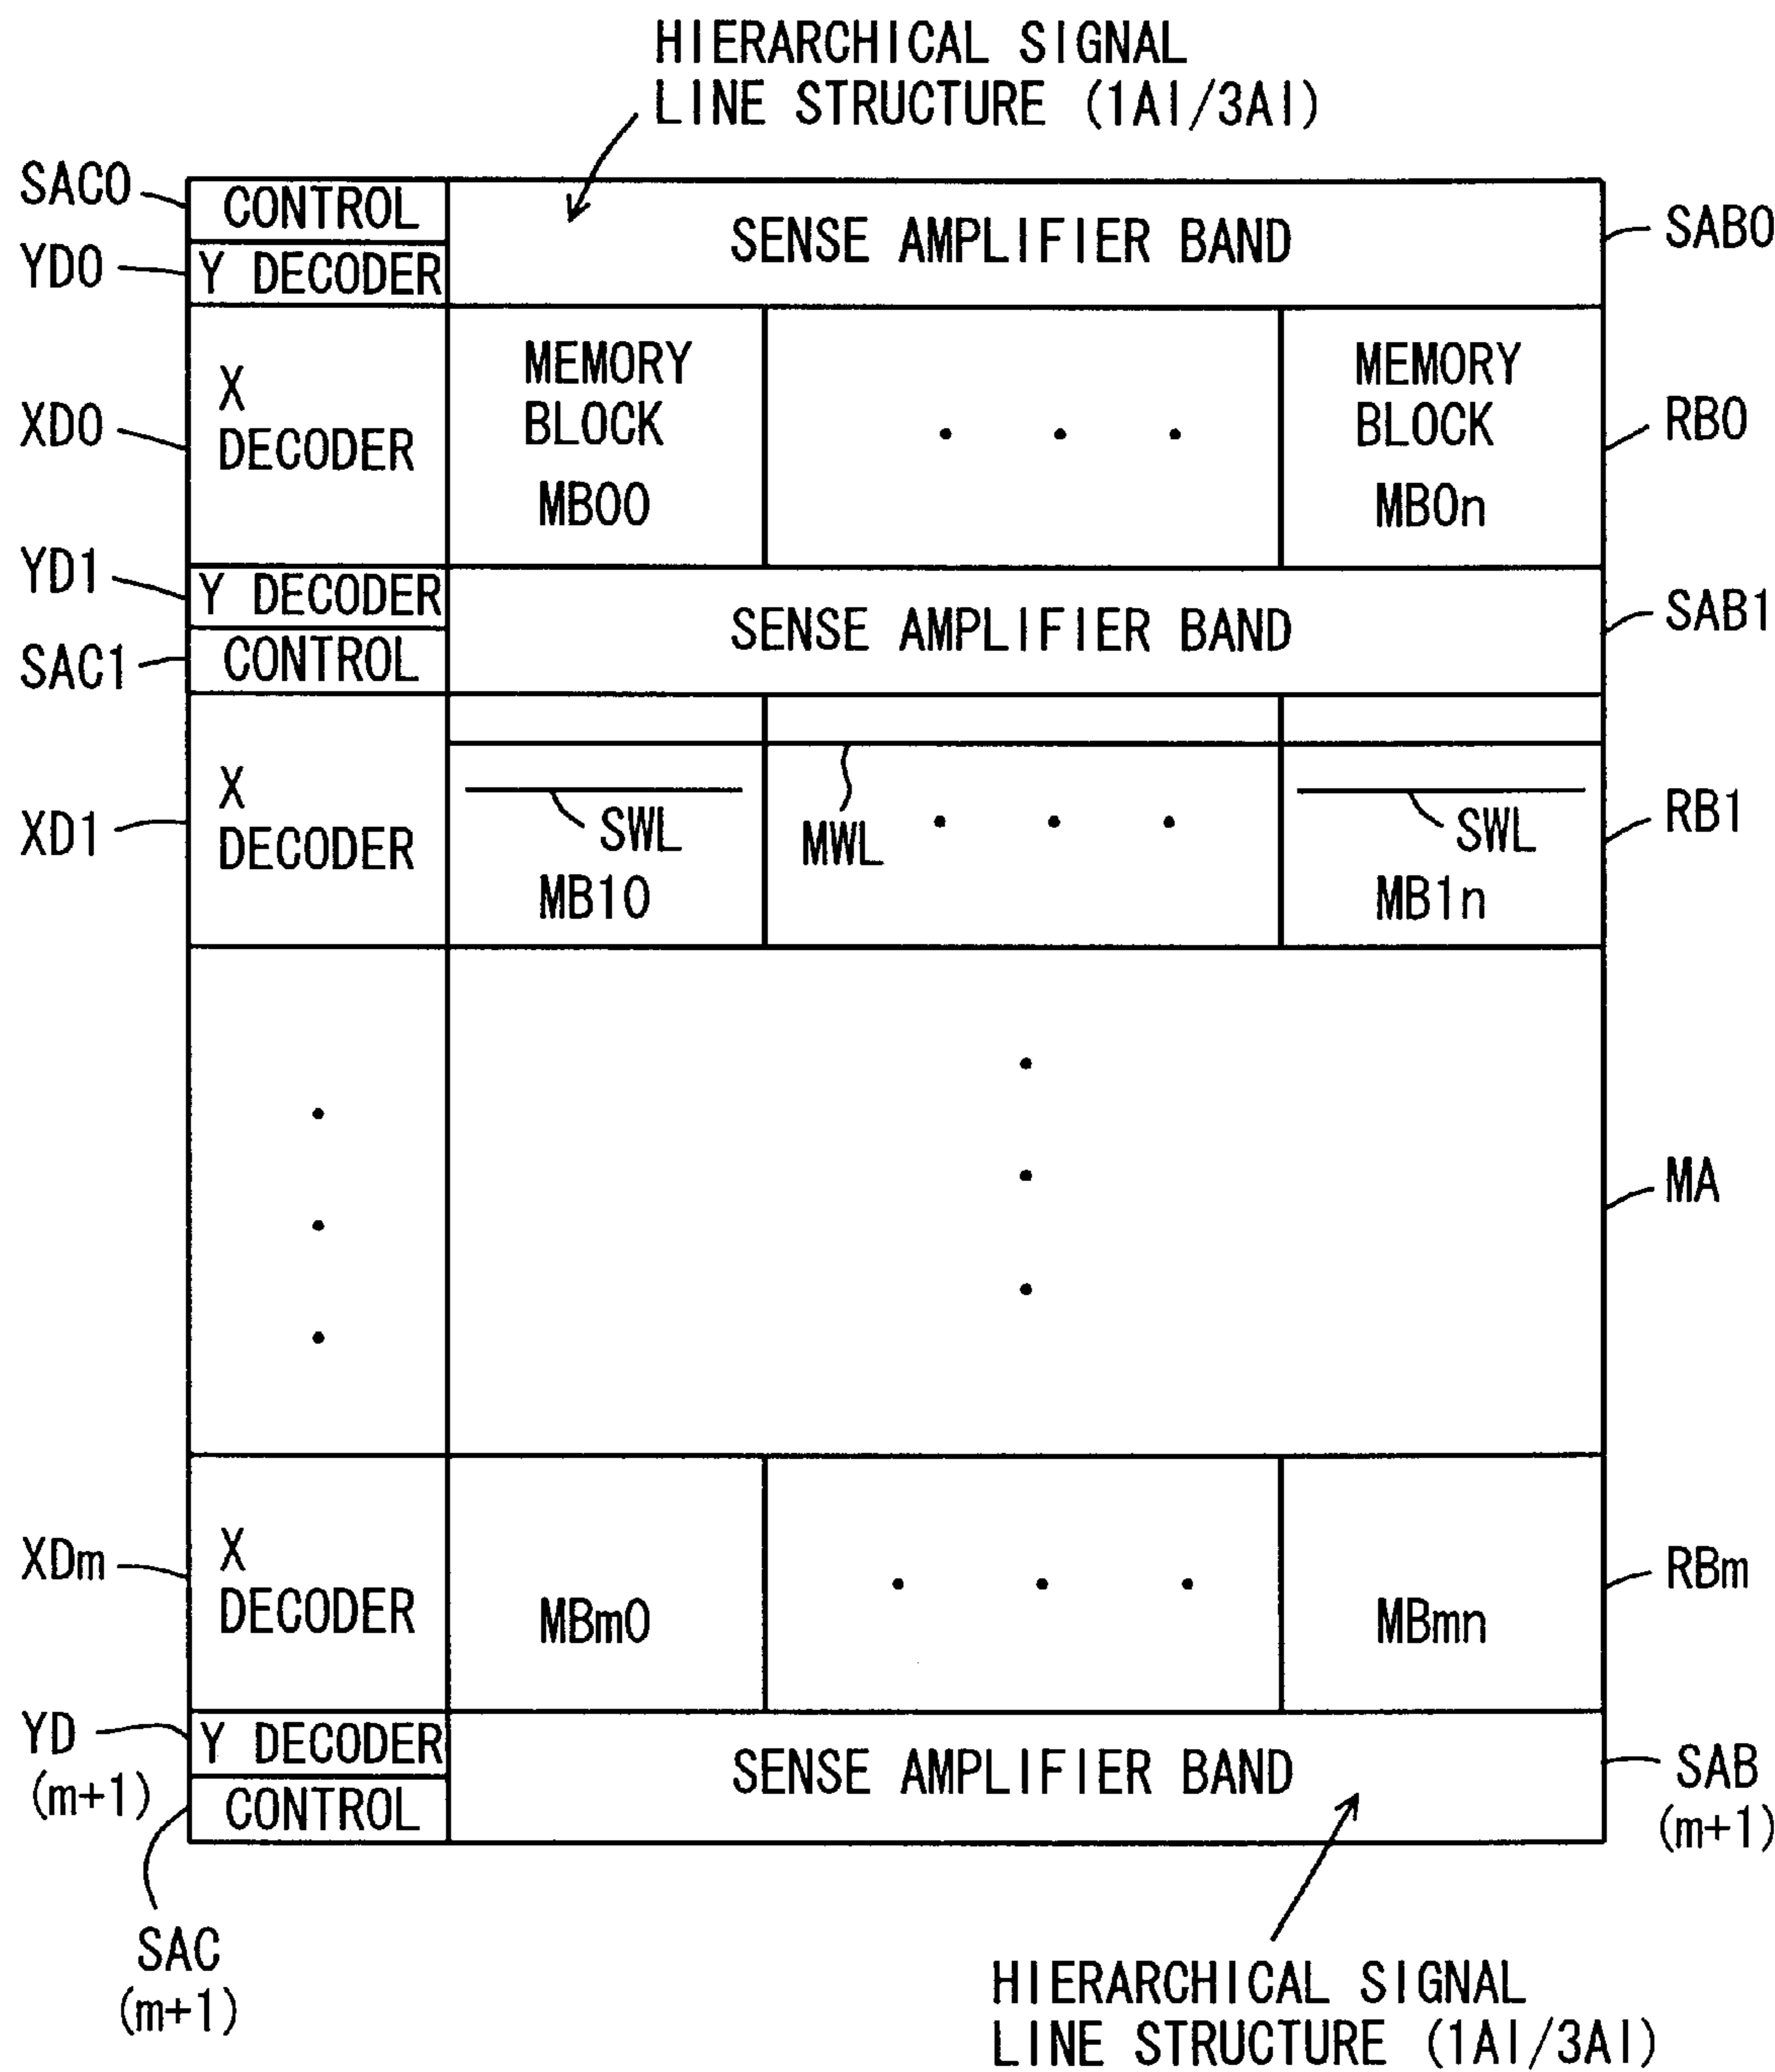 HIERARCHICAL SIGNAL
LINE STRUCTURE (1Al/3Al)
SAC0
CONTROL
SENSE AMPLIFIER BAND
SAB0
YD0
Y DECODER
XD0
X
DECODER
MEMORY
BLOCK
MB00
MEMORY
BLOCK
MB0n
RB0
YD1
Y DECODER
SENSE AMPLIFIER BAND
SAB1
SAC1
CONTROL
XD1
X
DECODER
SWL
MB10
MWL
SWL
MB1n
RB1
MA
XDm
X
DECODER
MBm0
MBmn
RBm
YD
(m+1)
Y DECODER
SENSE AMPLIFIER BAND
SAB
(m+1)
CONTROL
SAC
(m+1)
HIERARCHICAL SIGNAL
LINE STRUCTURE (1Al/3Al)